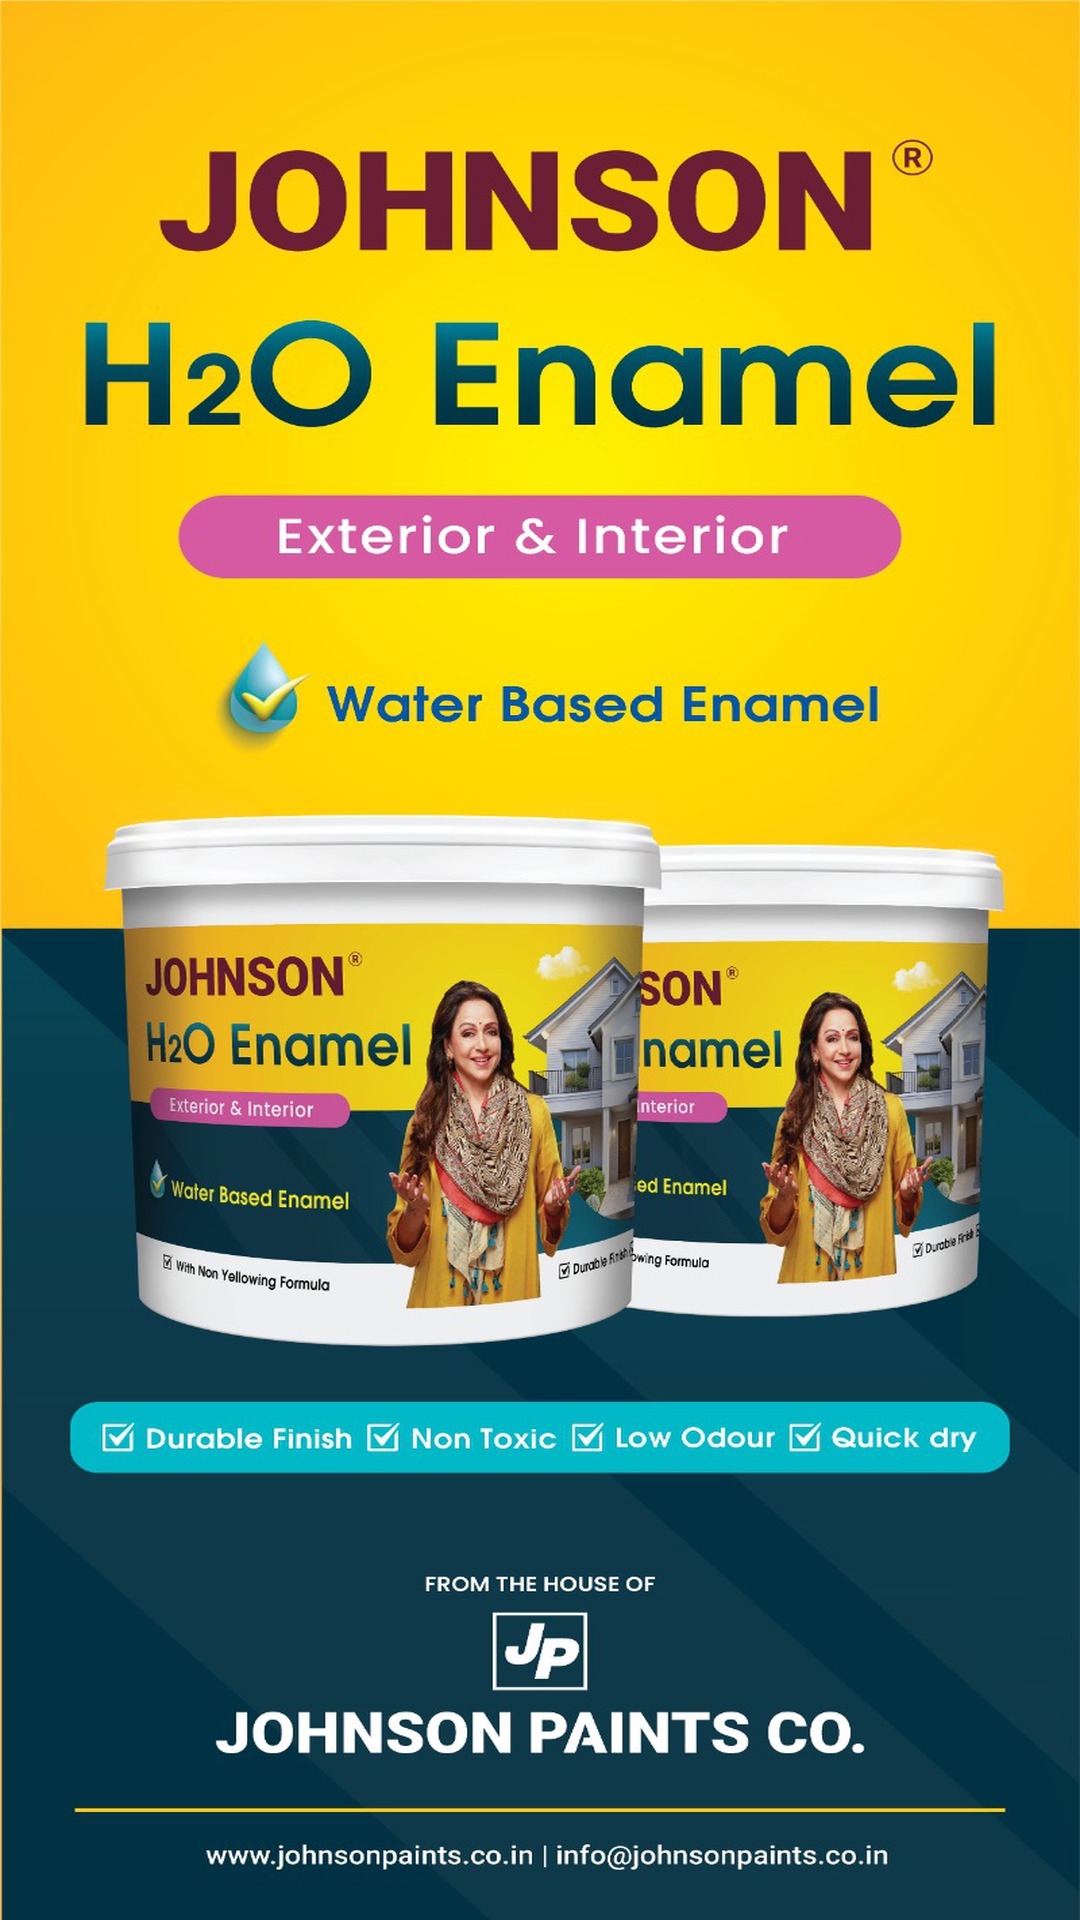 JOHNSON®
H2O Enamel
Exterior & Interior
Water Based Enamel
JOHNSON®
H2O Enamel
Exterior & Interior
Water Based Enamel
With Non Yellowing Formula
Durable Finish
SON®
namel
nterior
ed Enamel
owing Formula
Durable Finish
Durable Finish Non Toxic Low Odour Quick dry
FROM THE HOUSE OF
JP
JOHNSON PAINTS CO.
www.johnsonpaints.co.in | info@johnsonpaints.co.in